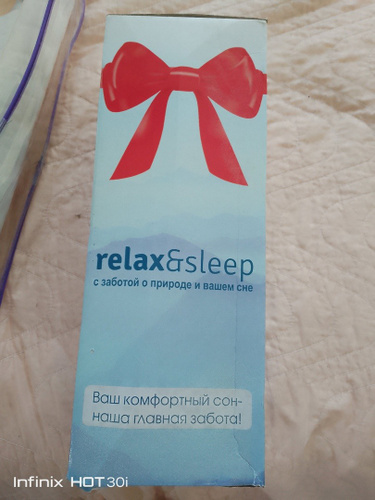 relax&sleep
с заботой о природе и вашем сне
Ваш комфортный сон-
наша главная забота!
Infinix HOT 30i